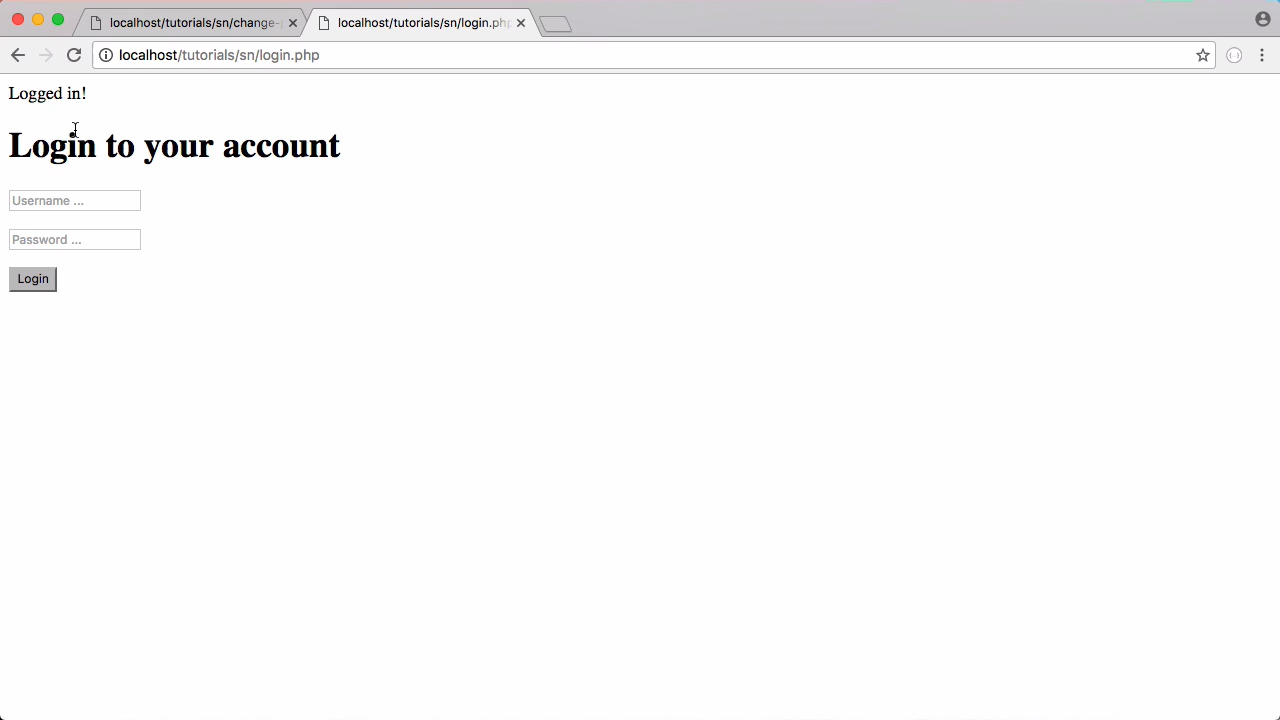 localhost/tutorials/sn/change-
localhost/tutorials/sn/login.php
localhost/tutorials/sn/login.php
Logged in!
Login to your account
Username ...
Password ...
Login